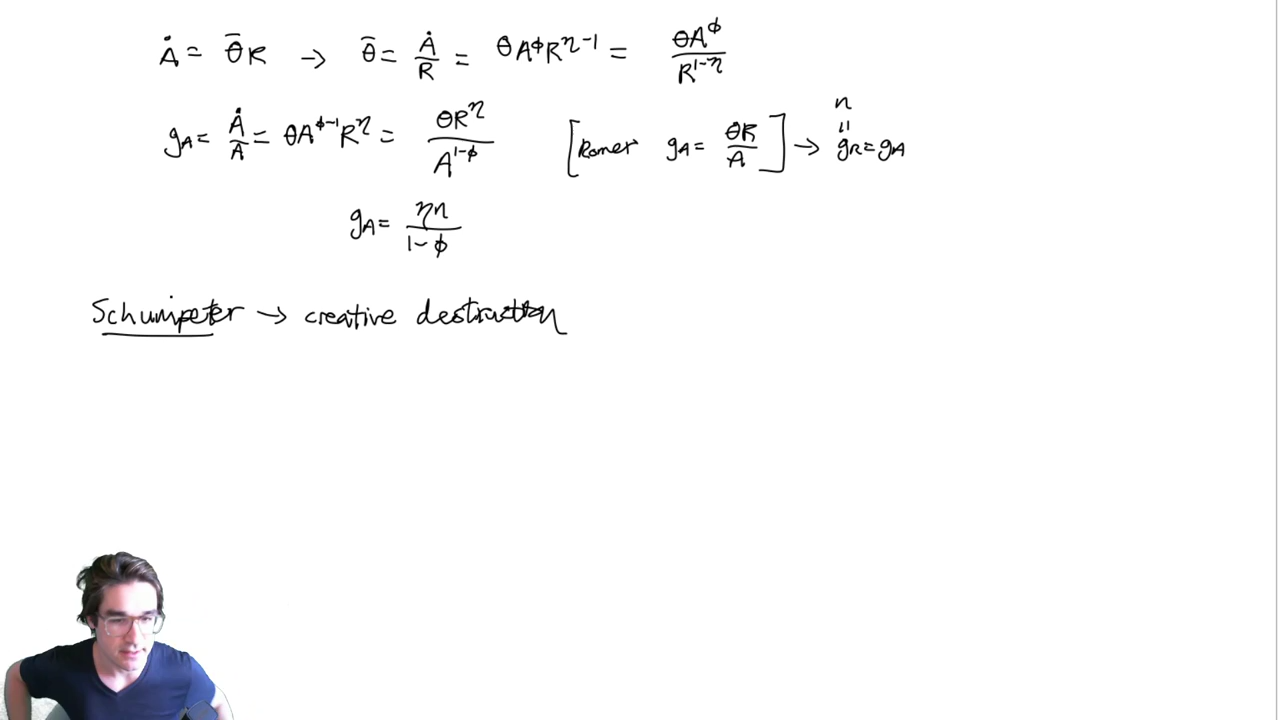 Ȧ = θ̄R → θ̄ = Ȧ/R = θA^ϕR^(η-1) = θA^ϕ/R^(1-η)
g_A = Ȧ/A = θA^(ϕ-1)R^η = θR^η/A^(1-ϕ) [Romer g_A = θR/A] → n = g_R = g_A
g_A = ηn/(1-ϕ)
Schumpeter → creative destruction